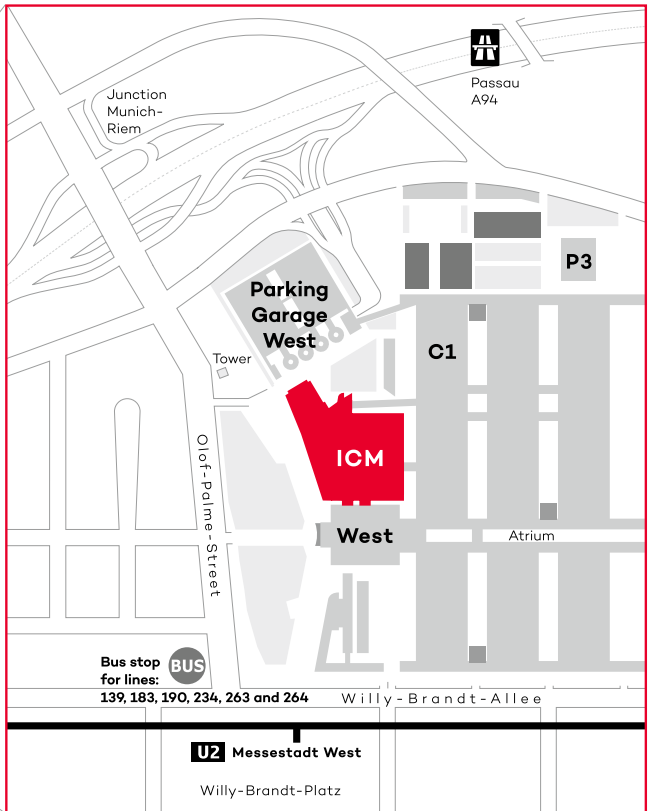 Junction
Munich-
Riem
Passau
A94
P3
Parking
Garage
West
C1
Tower
ICM
Olof-Palme-Street
West
Atrium
Bus stop
for lines:
BUS
139, 183, 190, 234, 263 and 264
Willy-Brandt-Allee
U2 Messestadt West
Willy-Brandt-Platz